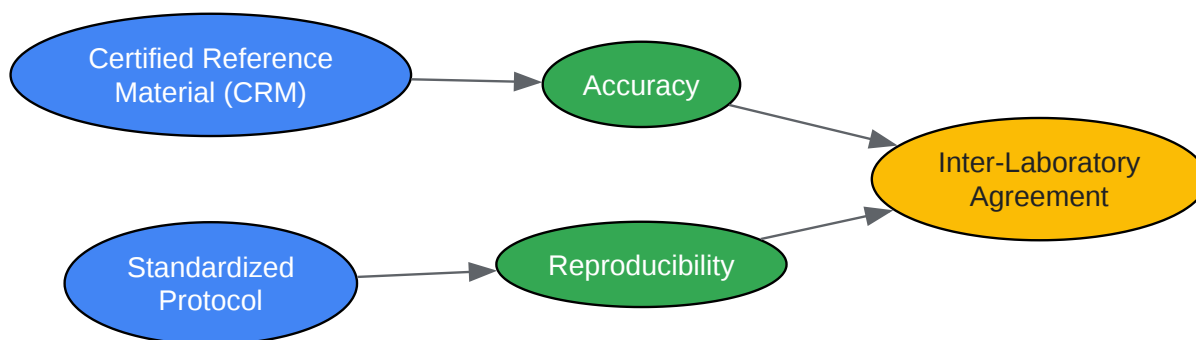 Certified Reference
Material (CRM)
Accuracy
Inter-Laboratory
Agreement
Standardized
Protocol
Reproducibility